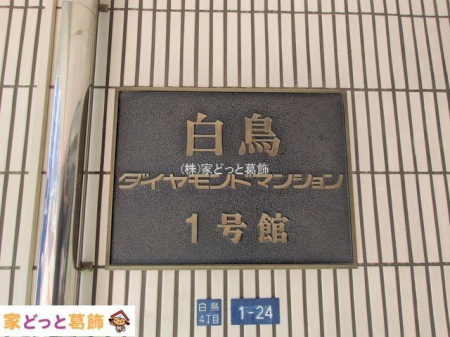 白鳥
(株)家どっと葛飾
ダイヤモンドマンション
1号館
白鳥
4丁目
1-24
家どっと葛飾